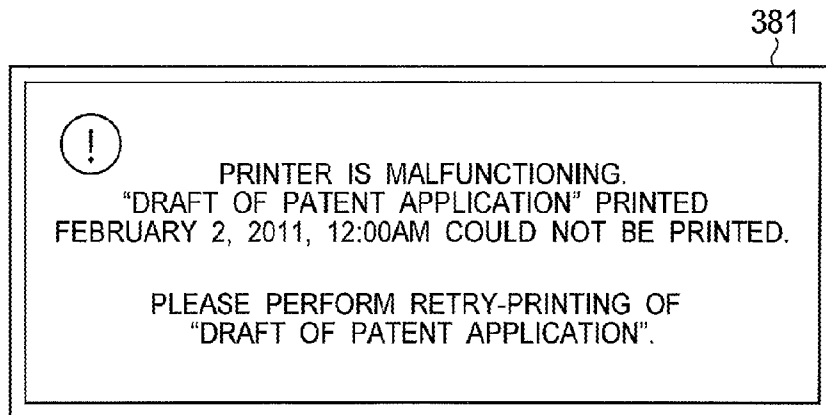 381
!
PRINTER IS MALFUNCTIONING.
“DRAFT OF PATENT APPLICATION” PRINTED
FEBRUARY 2, 2011, 12:00AM COULD NOT BE PRINTED.
PLEASE PERFORM RETRY-PRINTING OF
“DRAFT OF PATENT APPLICATION”.